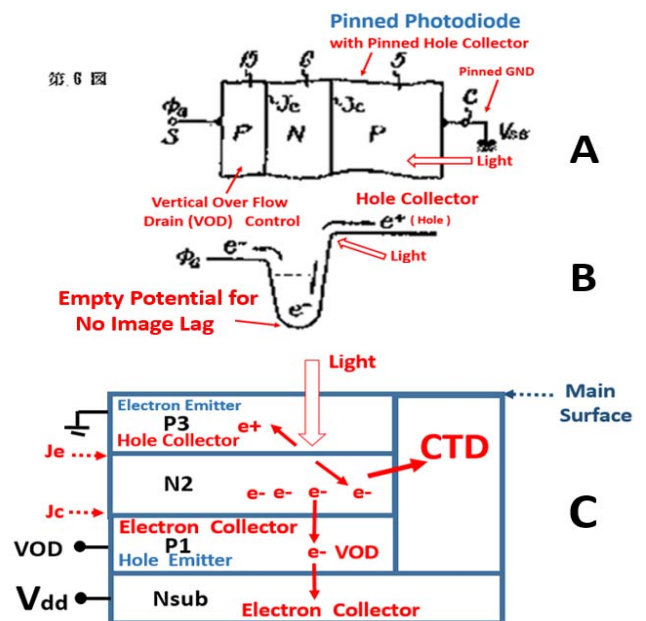 Pinned Photodiode
with Pinned Hole Collector
第 6 図
15 6 5
Pinned GND
Φa
S
P
Jc
N
Je
P
C
VSB
Light
A
Vertical Over Flow
Drain (VOD) Control
Hole Collector
e⁻
e⁺ ( Hole )
Φa
Light
e⁻
B
Empty Potential for
No Image Lag
Light
Main
Surface
Electron Emitter
P3
Hole Collector
e+
CTD
Je
N2
e- e- e- e-
C
Jc
Electron Collector
VOD
P1
e- VOD
Hole Emitter
Vdd
Nsub
Electron Collector